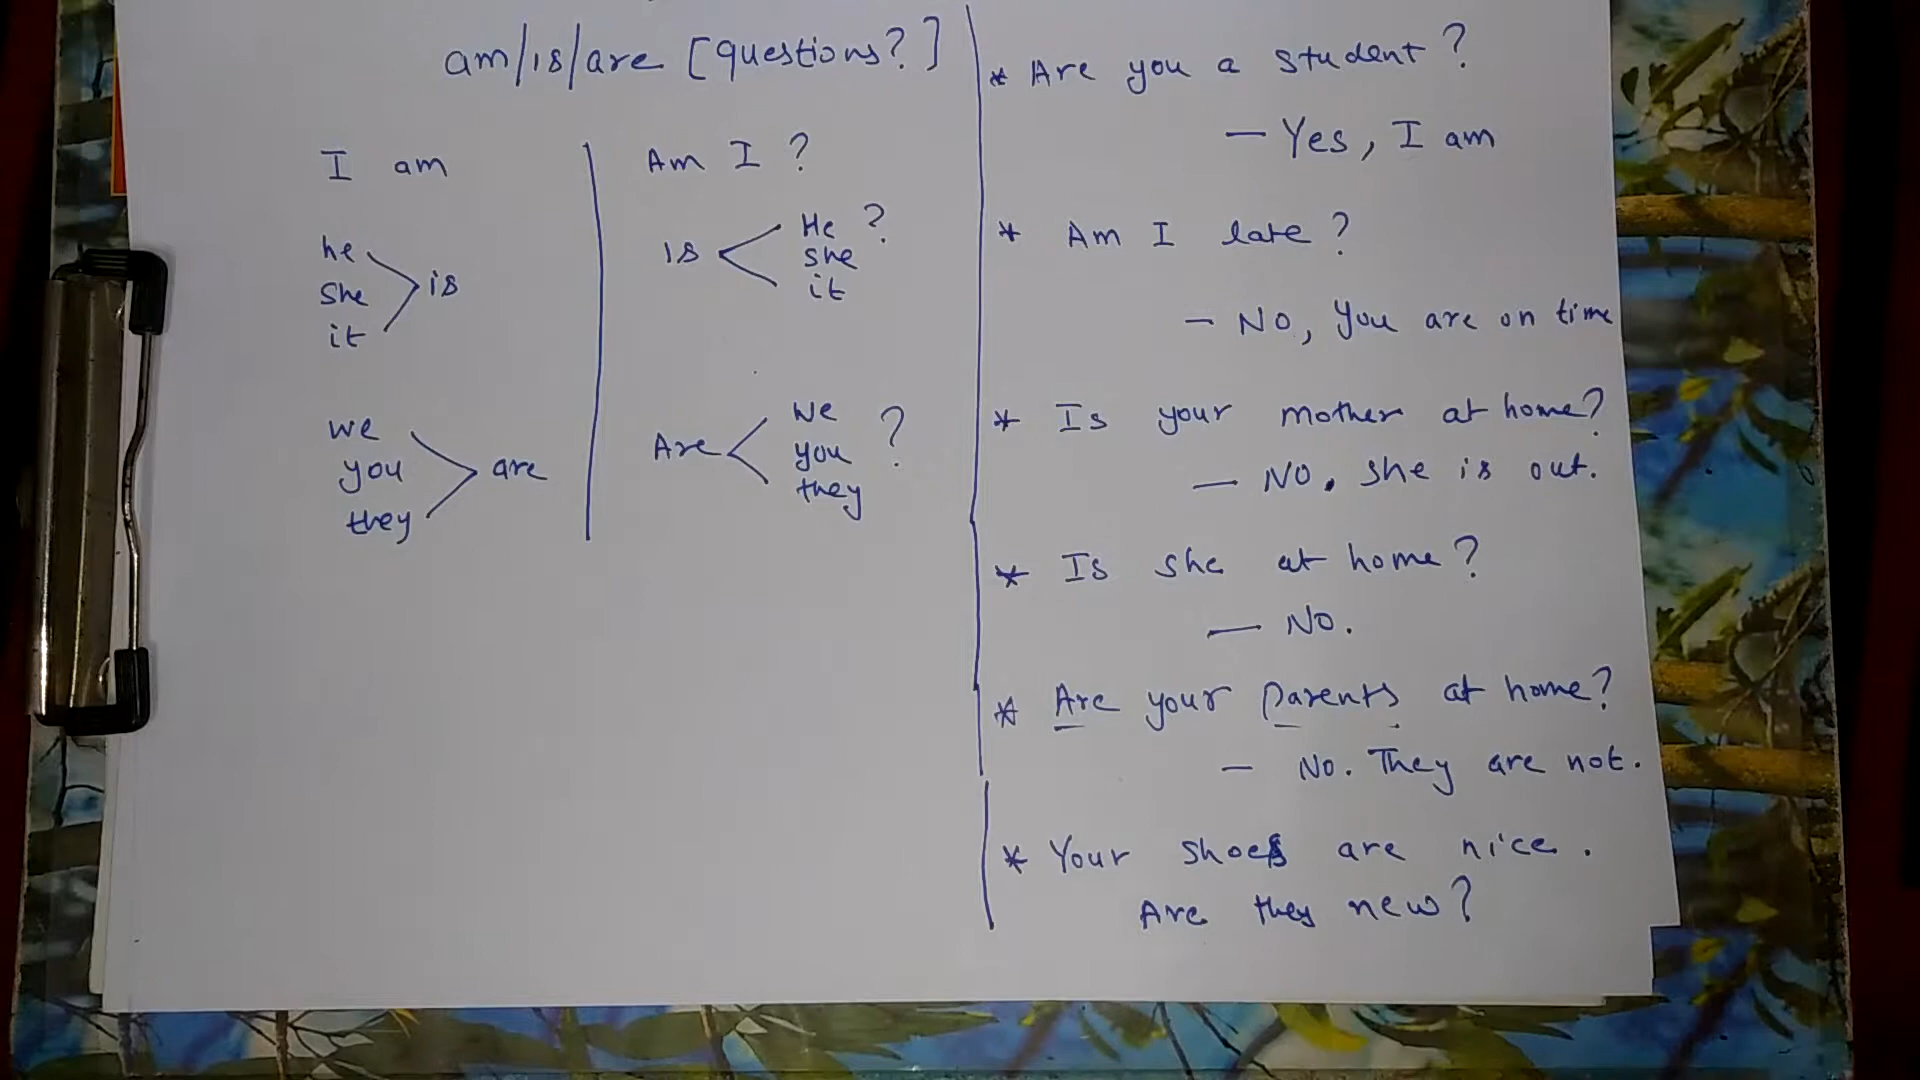 am/is/are [questions?]
I am
he
she
it
is
we
you
they
are
Am I ?
Is
He ?
she
it
Are
We
you
they
?
* Are you a student?
- Yes, I am
* Am I late?
- No, you are on time
* Is your mother at home?
- No, she is out.
* Is she at home?
- No.
* Are your parents at home?
- No. They are not.
* Your shoes are nice.
Are they new?